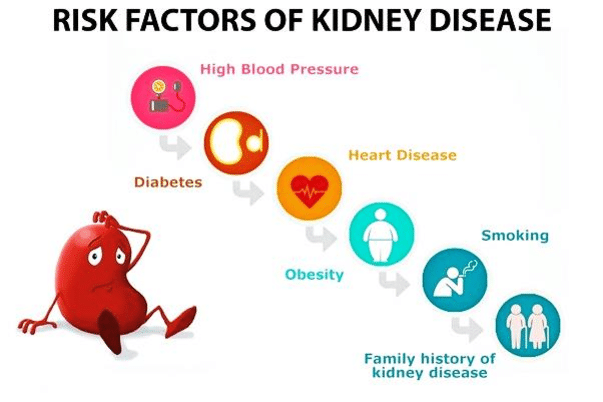 RISK FACTORS OF KIDNEY DISEASE
High Blood Pressure
Diabetes
Heart Disease
Obesity
Smoking
Family history of
kidney disease